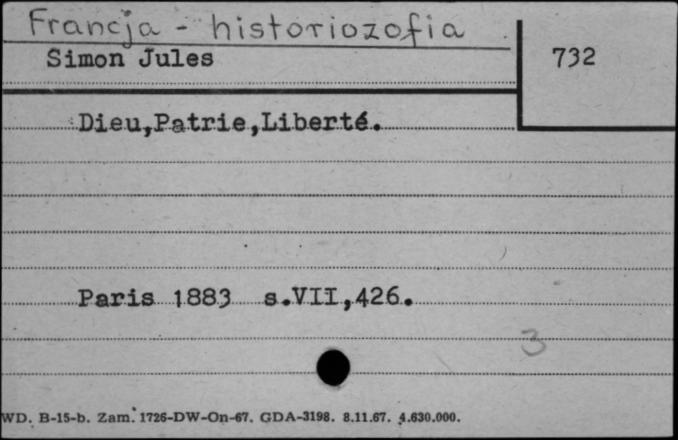 Francja - historiozofia
Simon Jules
732
Dieu,Patrie,Liberté.
Paris 1883 s.VII,426.
3
WD. B-15-b. Zam. 1726-DW-On-67. GDA-3198. 8.11.67. 4.630.000.